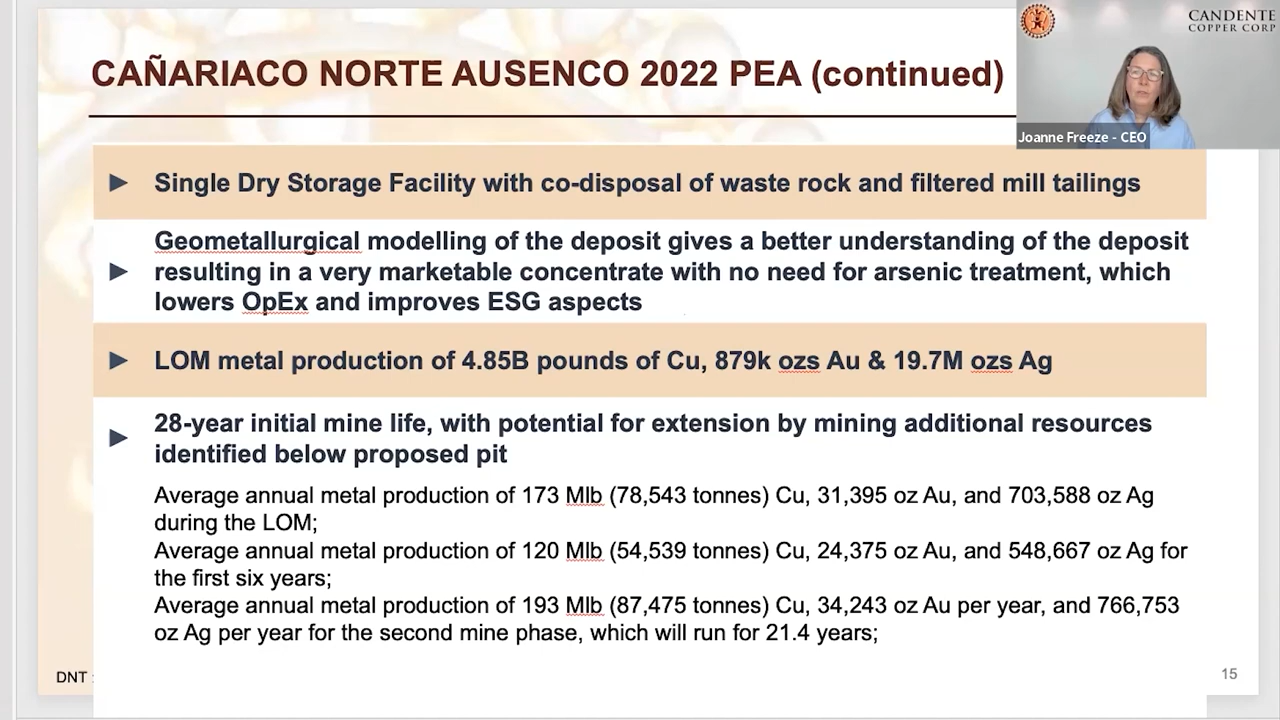 CANDENTE
COPPER CORP
CAÑARIACO NORTE AUSENCO 2022 PEA (continued)
Joanne Freeze - CEO
► Single Dry Storage Facility with co-disposal of waste rock and filtered mill tailings
Geometallurgical modelling of the deposit gives a better understanding of the deposit
► resulting in a very marketable concentrate with no need for arsenic treatment, which
lowers OpEx and improves ESG aspects
► LOM metal production of 4.85B pounds of Cu, 879k ozs Au & 19.7M ozs Ag
► 28-year initial mine life, with potential for extension by mining additional resources
identified below proposed pit
Average annual metal production of 173 Mlb (78,543 tonnes) Cu, 31,395 oz Au, and 703,588 oz Ag
during the LOM;
Average annual metal production of 120 Mlb (54,539 tonnes) Cu, 24,375 oz Au, and 548,667 oz Ag for
the first six years;
Average annual metal production of 193 Mlb (87,475 tonnes) Cu, 34,243 oz Au per year, and 766,753
oz Ag per year for the second mine phase, which will run for 21.4 years;
DNT :
15